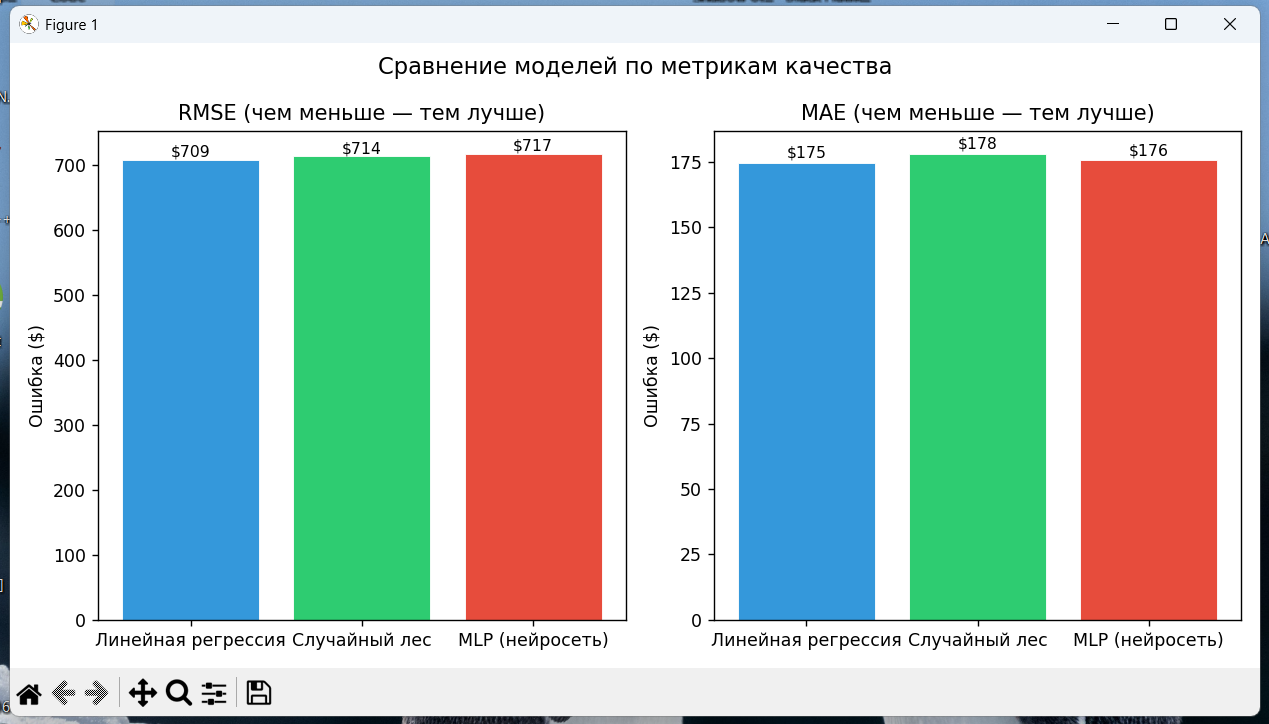 Figure 1
Сравнение моделей по метрикам качества
RMSE (чем меньше — тем лучше)
$709
$714
$717
700
600
500
400
300
200
100
0
Ошибка ($)
Линейная регрессия Случайный лес MLP (нейросеть)
MAE (чем меньше — тем лучше)
$175
$178
$176
175
150
125
100
75
50
25
0
Ошибка ($)
Линейная регрессия Случайный лес MLP (нейросеть)